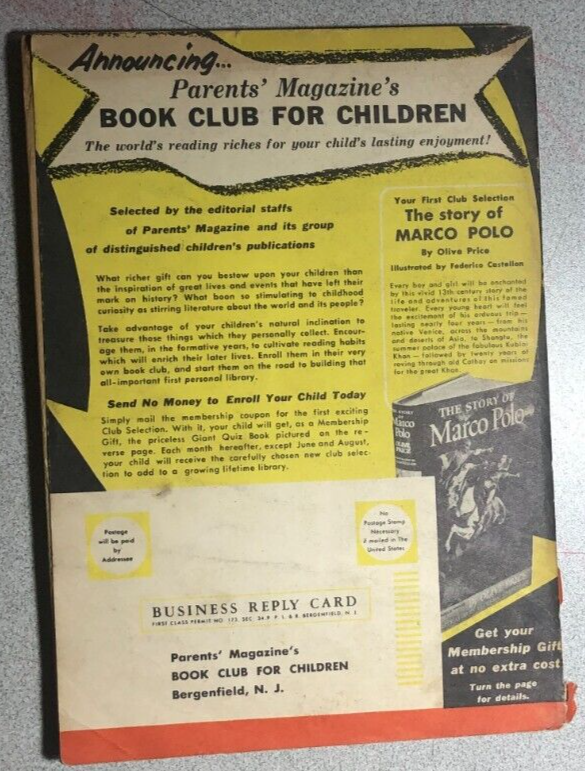 Announcing...
Parents' Magazine's
BOOK CLUB FOR CHILDREN
The world's reading riches for your child's lasting enjoyment!
Selected by the editorial staffs
of Parents' Magazine and its group
of distinguished children's publications
What richer gift can you bestow upon your children than
the inspiration of great lives and events that have left their
mark on history? What boon so stimulating to childhood
curiosity as stirring literature about the world and its people?
Take advantage of your children's natural inclination to
treasure those things which they personally collect. Encour-
age them, in the formative years, to cultivate reading habits
which will enrich their later lives. Enroll them in their very
own book club, and start them on the road to building that
all-important first personal library.
Send No Money to Enroll Your Child Today
Simply mail the membership coupon for the first exciting
Club Selection. With it, your child will get, as a Membership
Gift, the priceless Giant Quiz Book pictured on the re-
verse page. Each month hereafter, except June and August,
your child will receive the carefully chosen new club selec-
tion to add to a growing lifetime library.
Your First Club Selection
The story of
MARCO POLO
By Olive Price
Illustrated by Federico Castellon
Every boy and girl will be enchanted
by this vivid 13th century story of the
life and adventures of this famed
traveler. Every young heart will feel
the excitement of his arduous trip—
lasting nearly four years—from his
native Venice, across the mountains
and deserts of Asia, to Shangtu, the
summer palace of the fabulous Kublai
Khan—followed by twenty years of
roving through old Cathay on missions
for the great Khan.
THE STORY OF
Marco Polo
Marco
Polo
OLIVE
PRICE
BY OLIVE PRICE
Postage
will be paid
by
Addressee
No
Postage Stamp
Necessary
if mailed in The
United States
BUSINESS REPLY CARD
FIRST CLASS PERMIT NO. 173, SEC. 34.9 P. L. & R. BERGENFIELD, N. J.
Parents' Magazine's
BOOK CLUB FOR CHILDREN
Bergenfield, N. J.
Get your
Membership Gift
at no extra cost
Turn the page
for details.